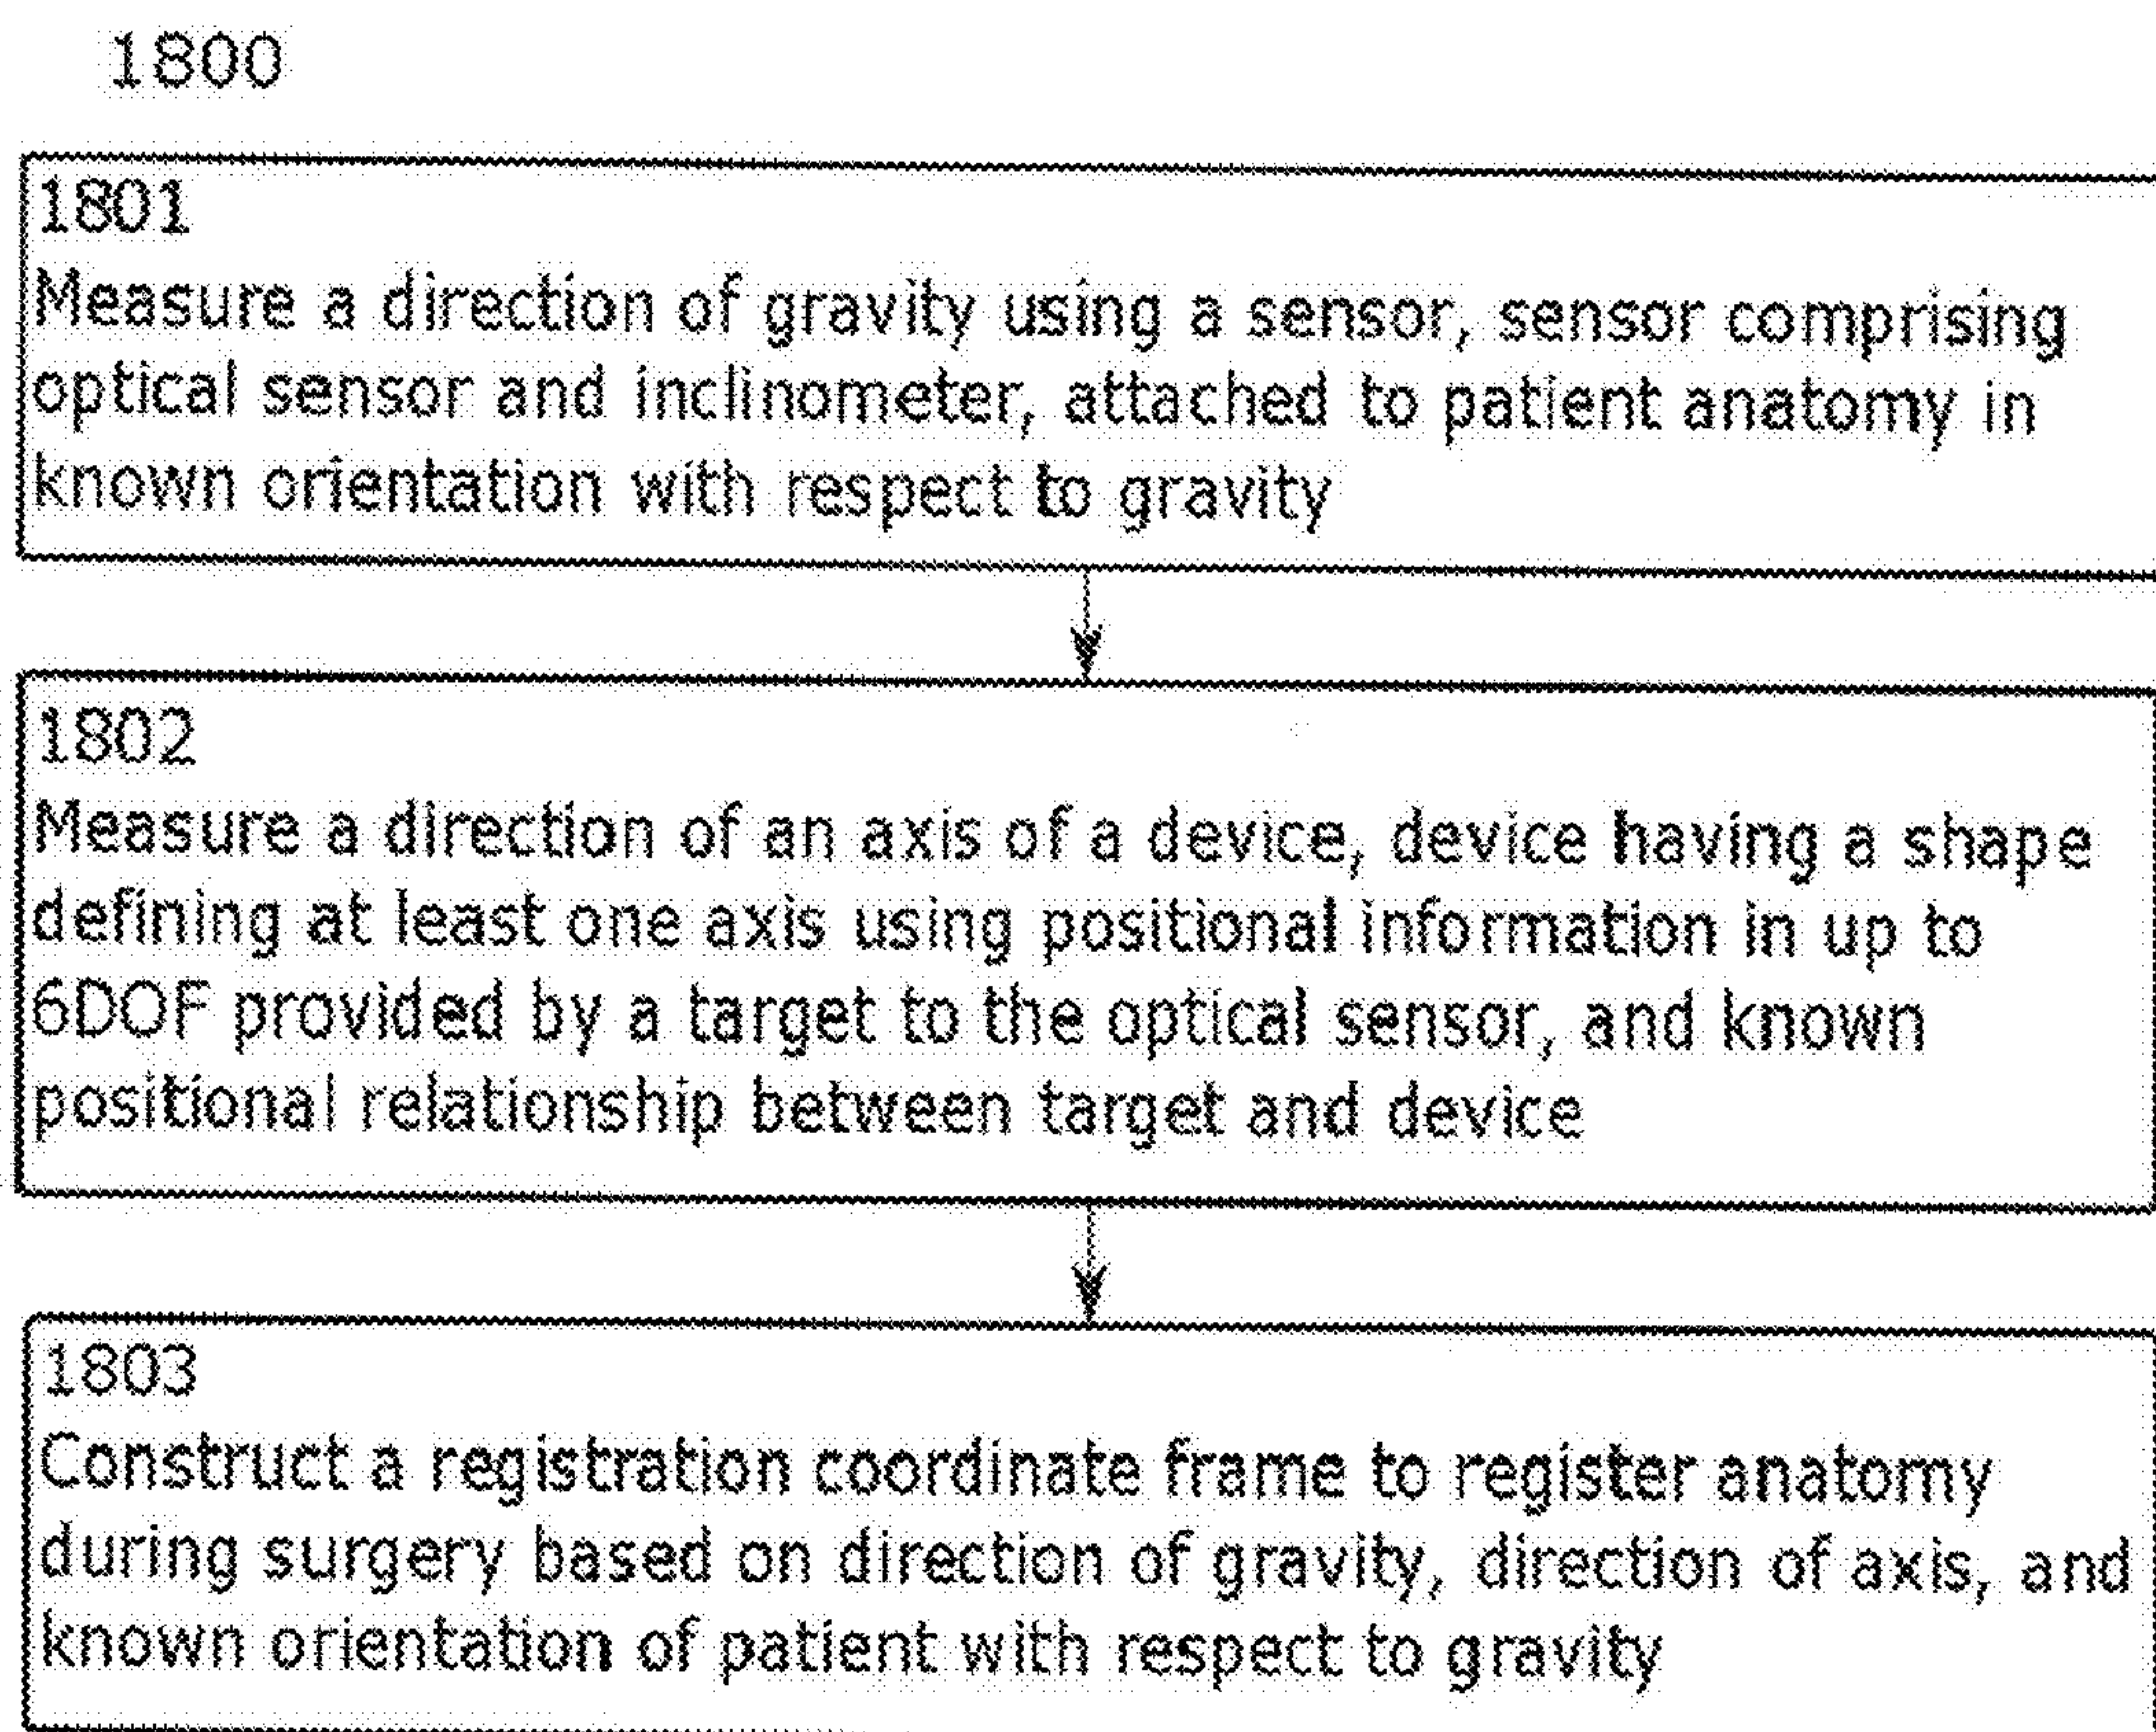 1800
1801
Measure a direction of gravity using a sensor, sensor comprising
optical sensor and inclinometer, attached to patient anatomy in
known orientation with respect to gravity
1802
Measure a direction of an axis of a device, device having a shape
defining at least one axis using positional information in up to
6DOF provided by a target to the optical sensor, and known
positional relationship between target and device
1803
Construct a registration coordinate frame to register anatomy
during surgery based on direction of gravity, direction of axis, and
known orientation of patient with respect to gravity